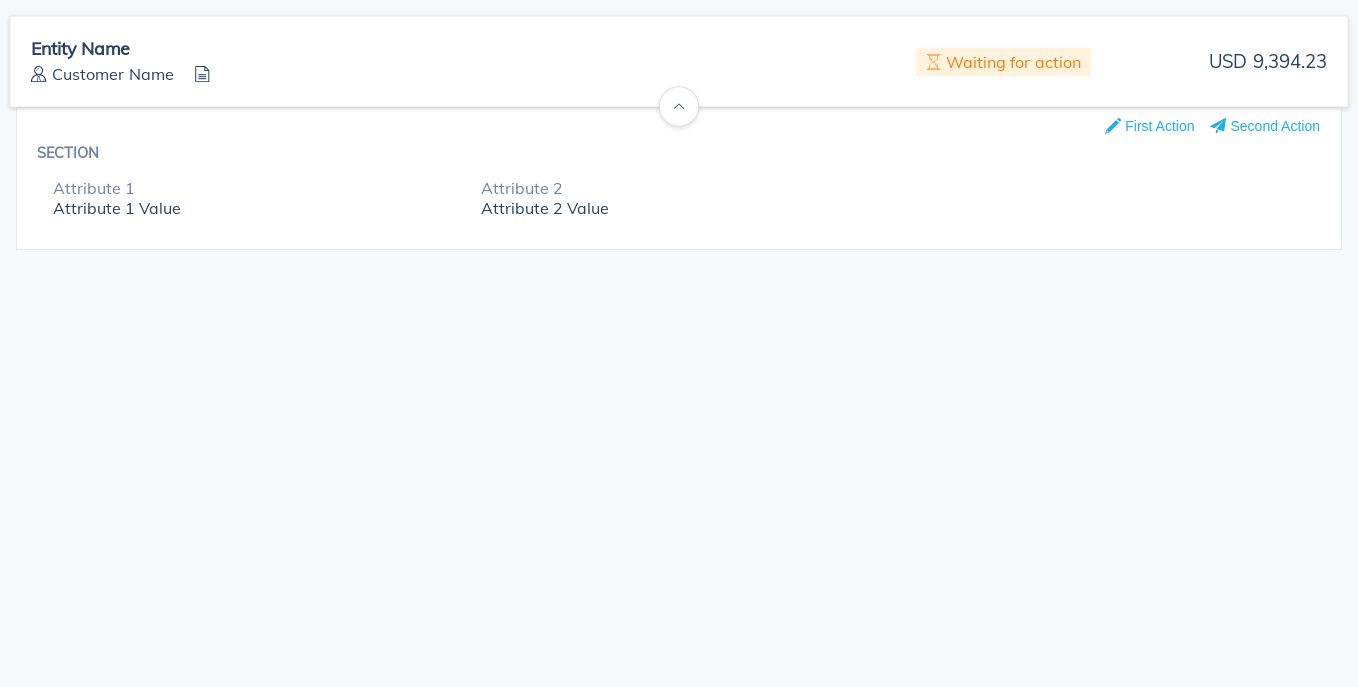 Entity Name
Customer Name
Waiting for action
USD 9,394.23
First Action
Second Action
SECTION
Attribute 1
Attribute 2
Attribute 1 Value
Attribute 2 Value